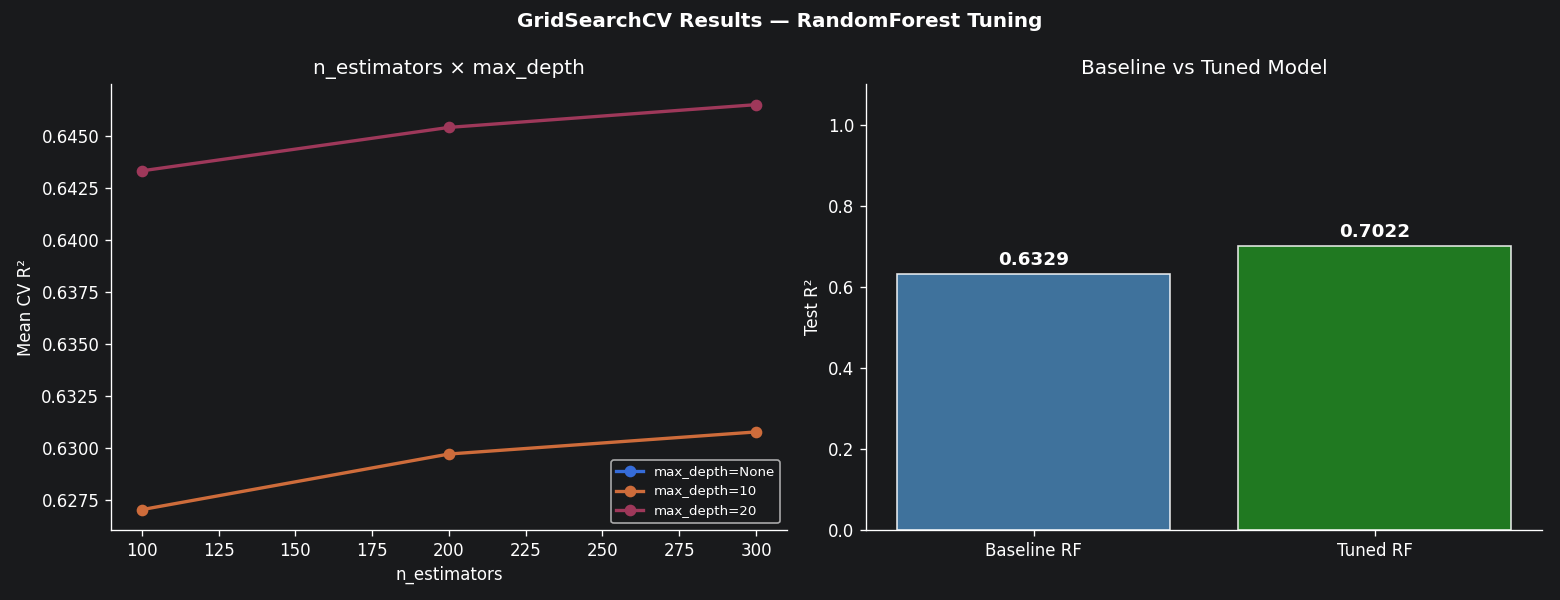 GridSearchCV Results — RandomForest Tuning
n_estimators × max_depth
Mean CV R²
0.6450
0.6425
0.6400
0.6375
0.6350
0.6325
0.6300
0.6275
max_depth=None
max_depth=10
max_depth=20
100 125 150 175 200 225 250 275 300
n_estimators
Baseline vs Tuned Model
Test R²
1.0
0.8
0.6
0.4
0.2
0.0
0.6329
0.7022
Baseline RF
Tuned RF